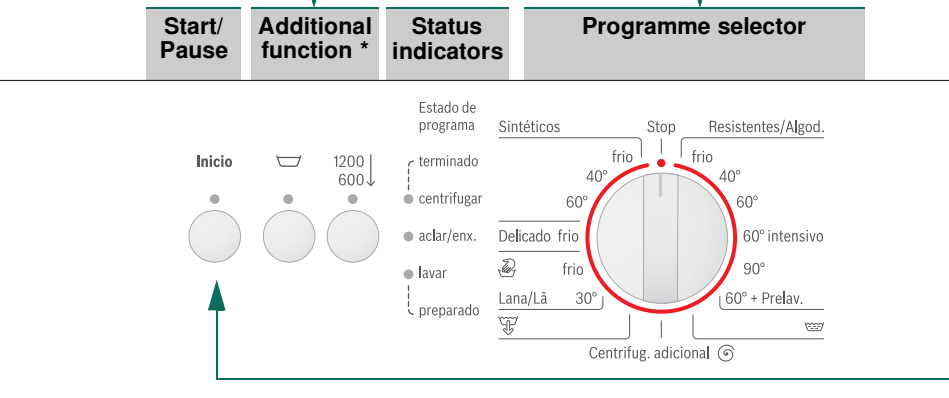 Start/
Pause
Additional
function *
Status
indicators
Programme selector
Estado de
programa
Inicio
1200
600
terminado
centrifugar
aclar/enx.
lavar
preparado
Sintéticos
Stop
Resistentes/Algod.
frio
frio
40°
40°
60°
60°
Delicado frio
60° intensivo
frio
90°
Lana/Lã 30°
60° + Prelav.
Centrifug. adicional